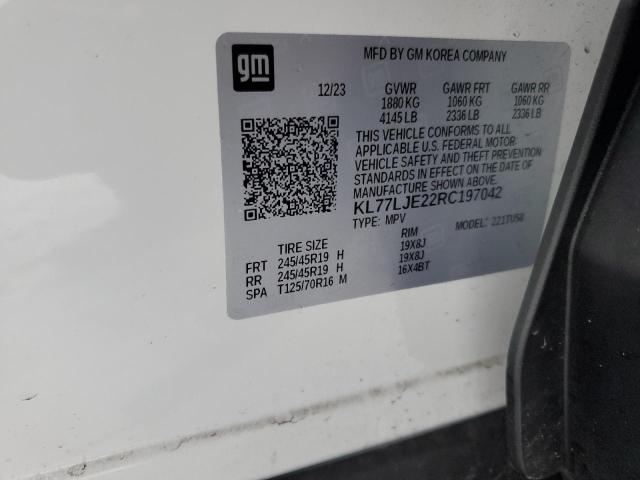 gm
MFD BY GM KOREA COMPANY
12/23 GVWR GAWR FRT GAWR RR
1880 KG 1060 KG 1060 KG
4145 LB 2336 LB 2336 LB
THIS VEHICLE CONFORMS TO ALL
APPLICABLE U.S. FEDERAL MOTOR
VEHICLE SAFETY AND THEFT PREVENTION
STANDARDS IN EFFECT ON THE DATE OF
MANUFACTURE SHOWN ABOVE.
KL77LJE22RC197042
TYPE: MPV MODEL: 221TU58
TIRE SIZE RIM
FRT 245/45R19 H 19X8J
RR 245/45R19 H 19X8J
SPA T125/70R16 M 16X4BT